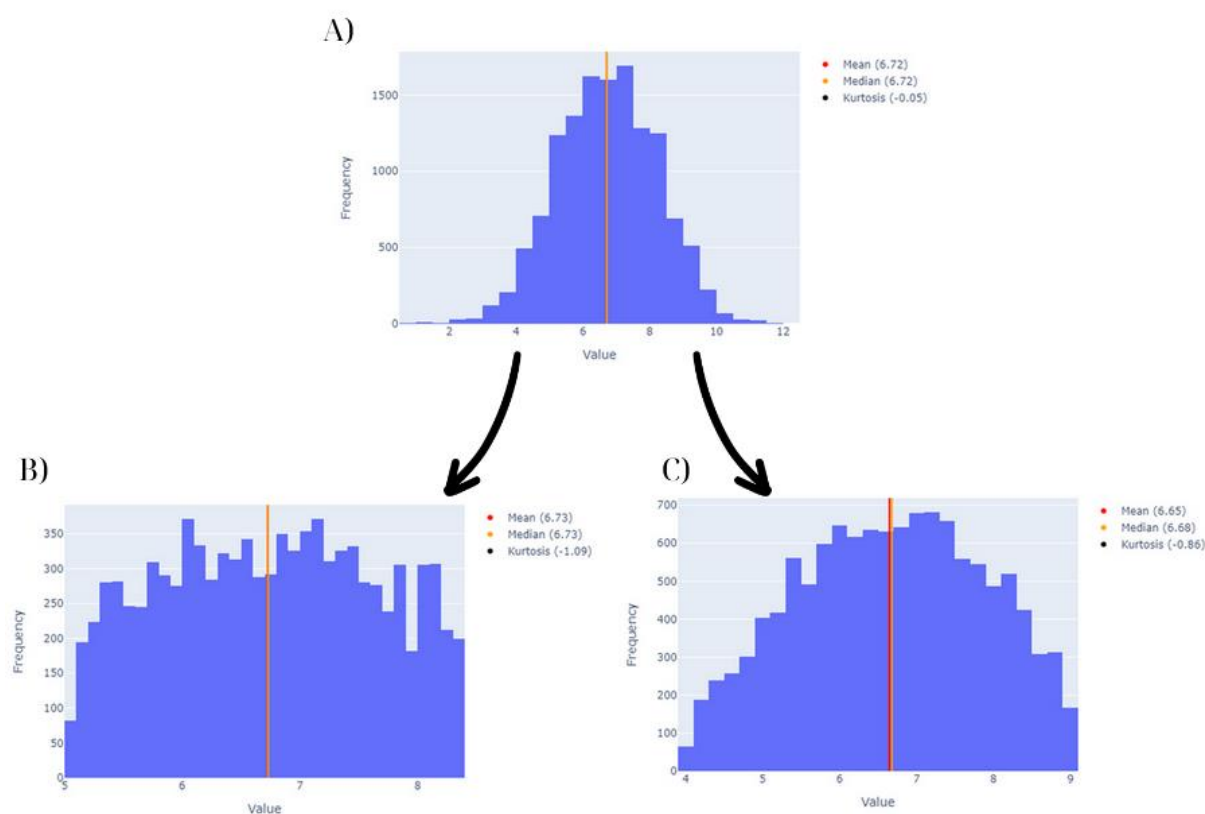 A)
Mean (6.72)
Median (6.72)
Kurtosis (-0.05)
Frequency
1500
1000
500
0
2 4 6 8 10 12
Value
B)
Mean (6.73)
Median (6.73)
Kurtosis (-1.09)
Frequency
350
300
250
200
150
100
50
0
5 6 7 8
Value
C)
Mean (6.65)
Median (6.68)
Kurtosis (-0.86)
Frequency
700
600
500
400
300
200
100
0
4 5 6 7 8 9
Value